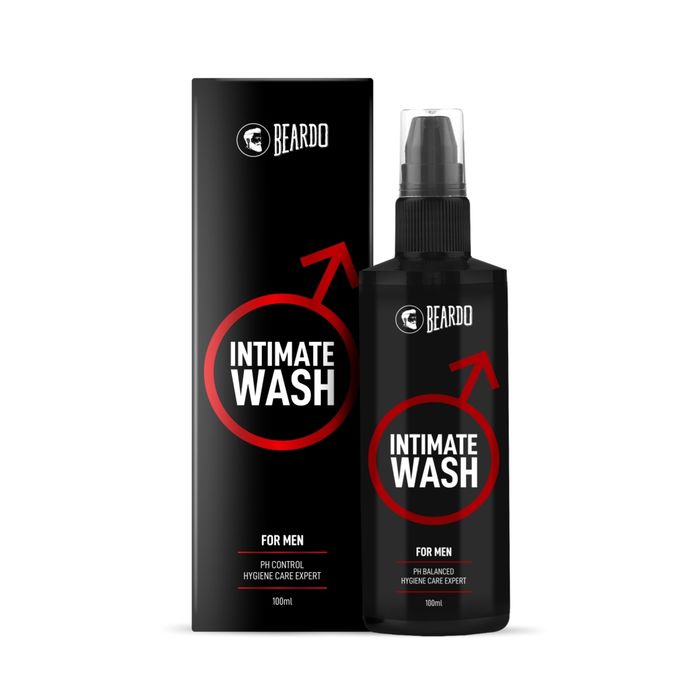 BEARDO
INTIMATE
WASH
FOR MEN
PH CONTROL
HYGIENE CARE EXPERT
100ml
BEARDO
INTIMATE
WASH
FOR MEN
PH BALANCED
HYGIENE CARE EXPERT
100ml